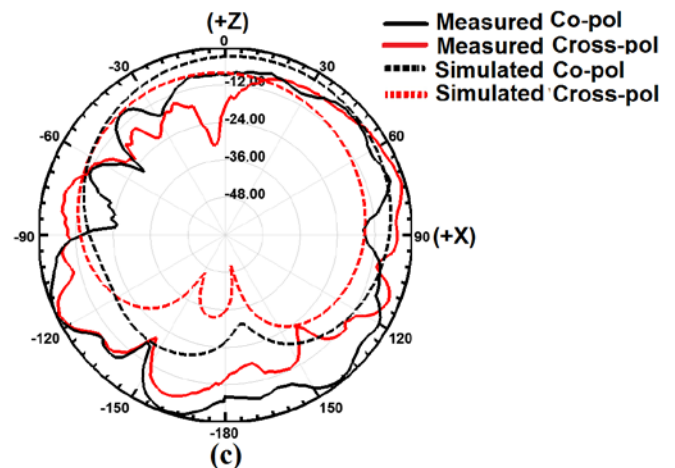 (+Z)
Measured Co-pol
Measured Cross-pol
Simulated Co-pol
Simulated Cross-pol
0
-30
30
-12.00
-60
60
-24.00
-36.00
-48.00
-90
90
(+X)
-120
120
-150
150
-180
(c)